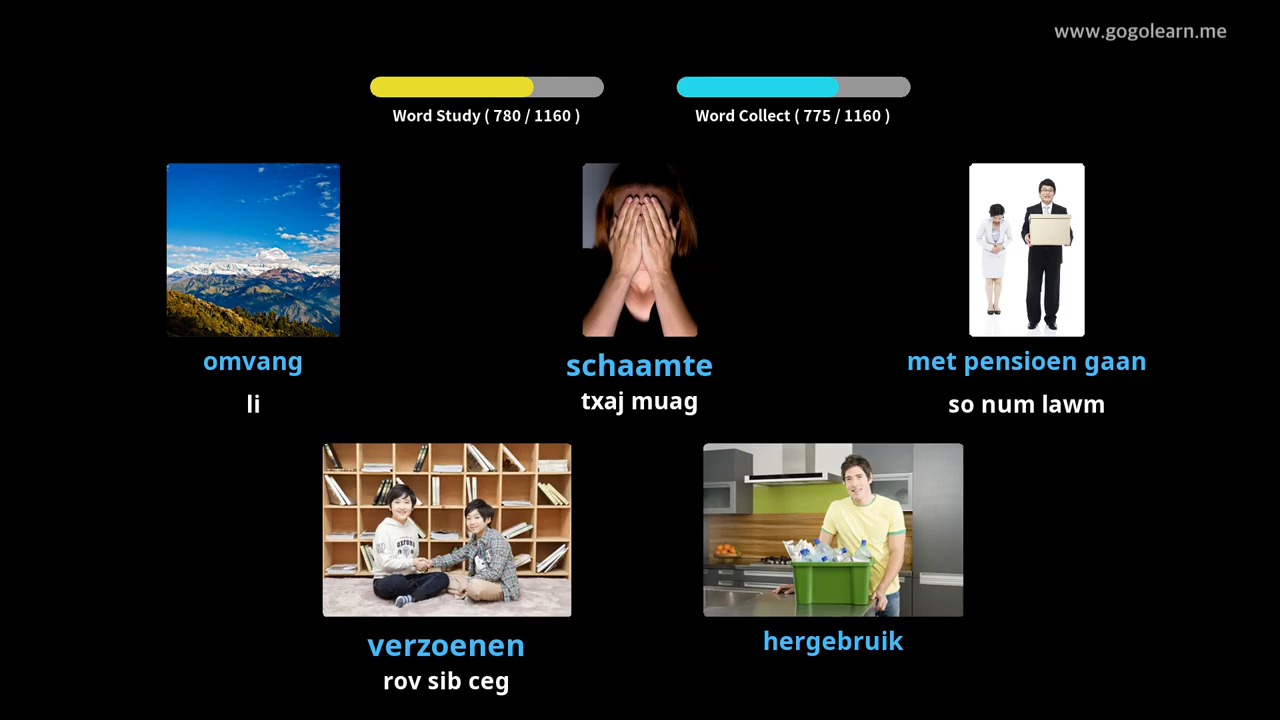 www.gogolearn.me
Word Study ( 780 / 1160 )
Word Collect ( 775 / 1160 )
omvang
li
schaamte
txaj muag
met pensioen gaan
so num lawm
verzoenen
rov sib ceg
hergebruik